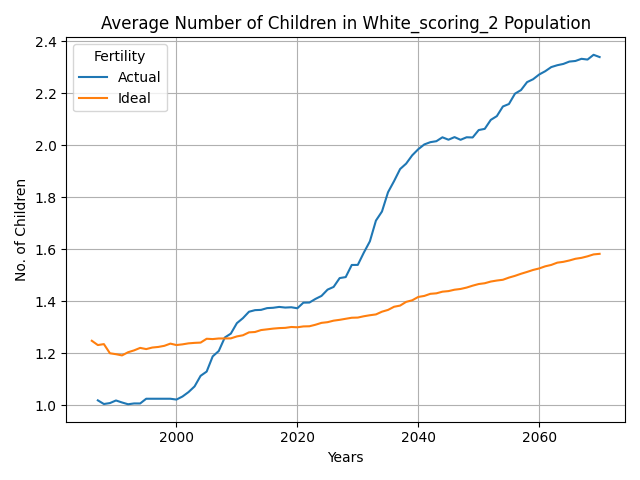 Average Number of Children in White_scoring_2 Population
Fertility
Actual
Ideal
No. of Children
2.4
2.2
2.0
1.8
1.6
1.4
1.2
1.0
2000 2020 2040 2060
Years